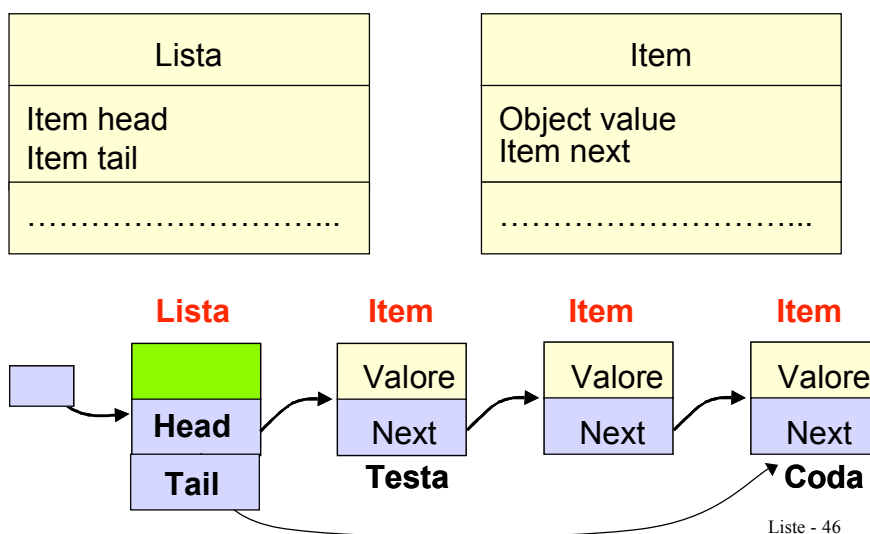 Lista
Item head
Item tail
…………………………...
Item
Object value
Item next
…………………………...
Lista Item Item Item
Valore Valore Valore
Head Next Next Next
Tail Testa Coda
Liste - 46